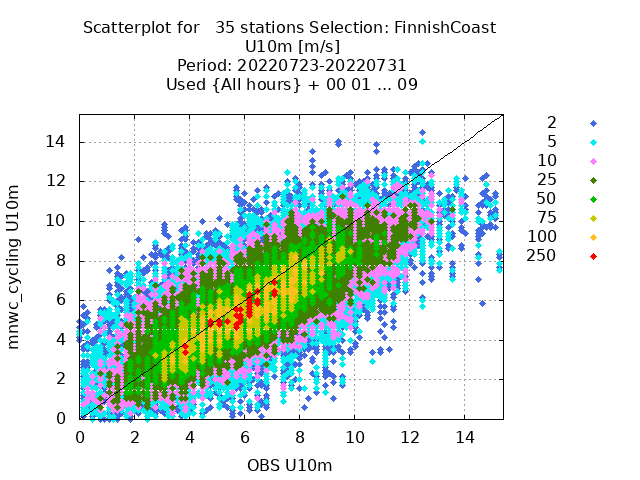 Scatterplot for   35 stations Selection: FinnishCoast
U10m [m/s]
Period: 20220723-20220731
Used {All hours} + 00 01 ... 09
2
5
10
25
50
75
100
250
14
12
10
8
6
4
2
0
mnwc_cycling U10m
0 2 4 6 8 10 12 14
OBS U10m